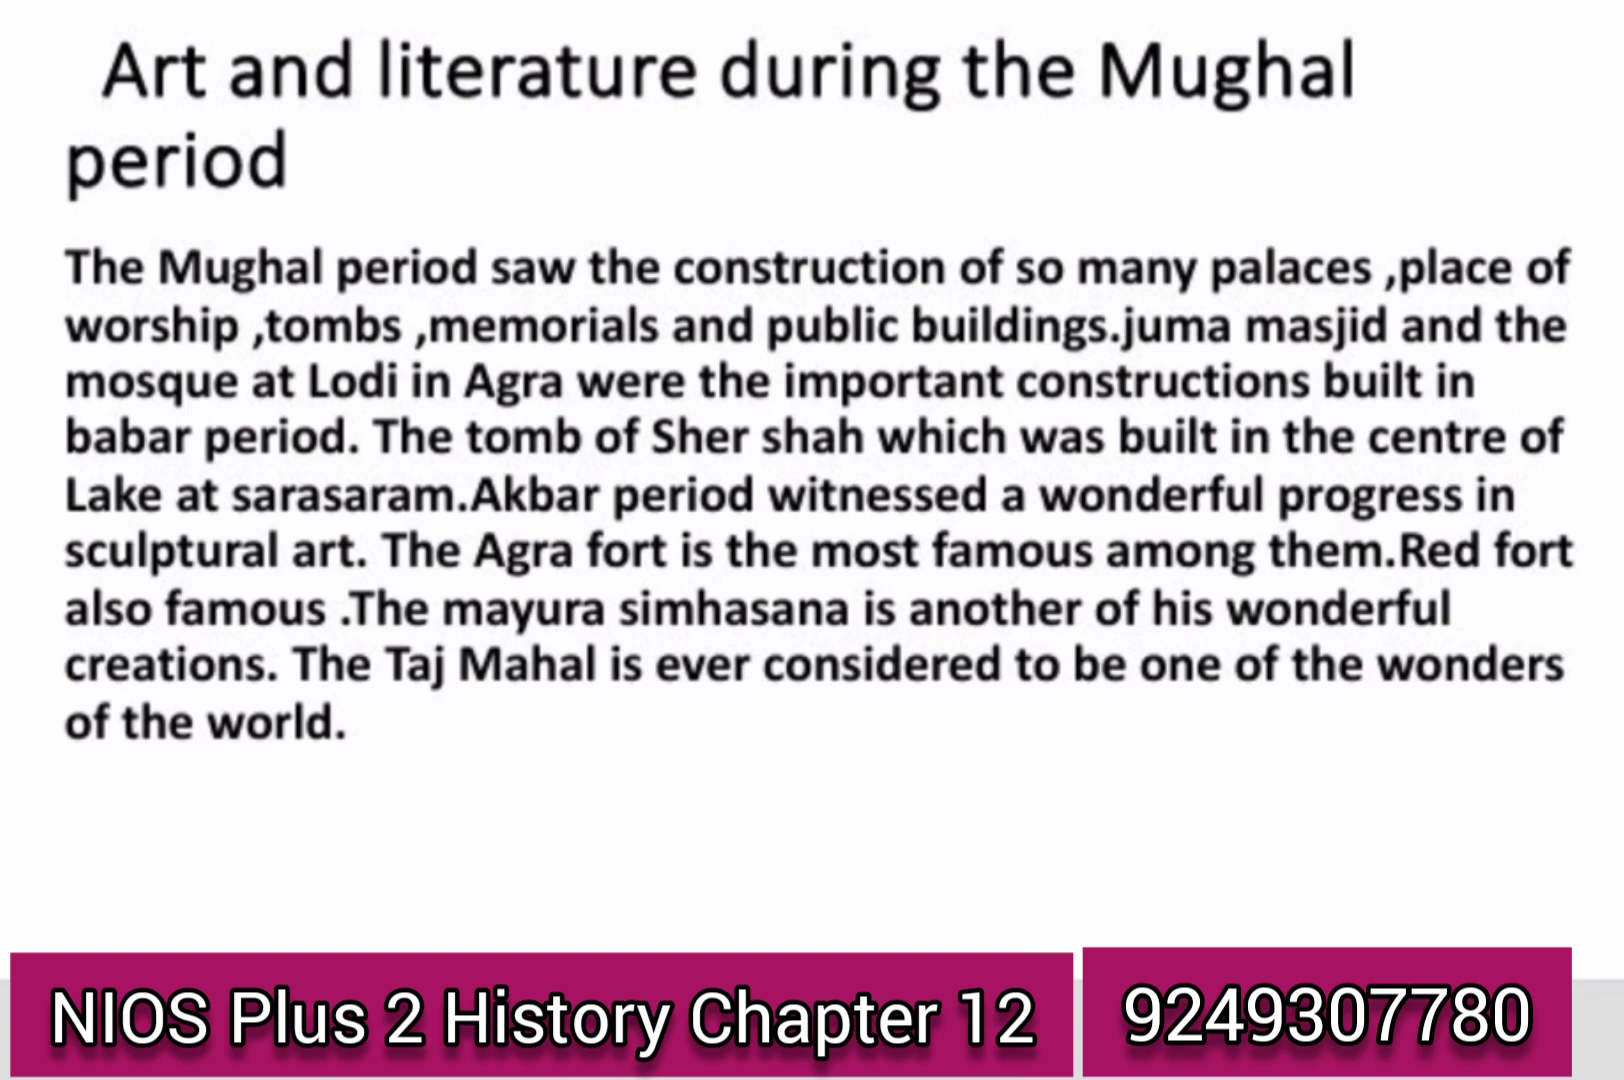 Art and literature during the Mughal
period
The Mughal period saw the construction of so many palaces ,place of
worship ,tombs ,memorials and public buildings.juma masjid and the
mosque at Lodi in Agra were the important constructions built in
babar period. The tomb of Sher shah which was built in the centre of
Lake at sarasaram.Akbar period witnessed a wonderful progress in
sculptural art. The Agra fort is the most famous among them.Red fort
also famous .The mayura simhasana is another of his wonderful
creations. The Taj Mahal is ever considered to be one of the wonders
of the world.
NIOS Plus 2 History Chapter 12
9249307780